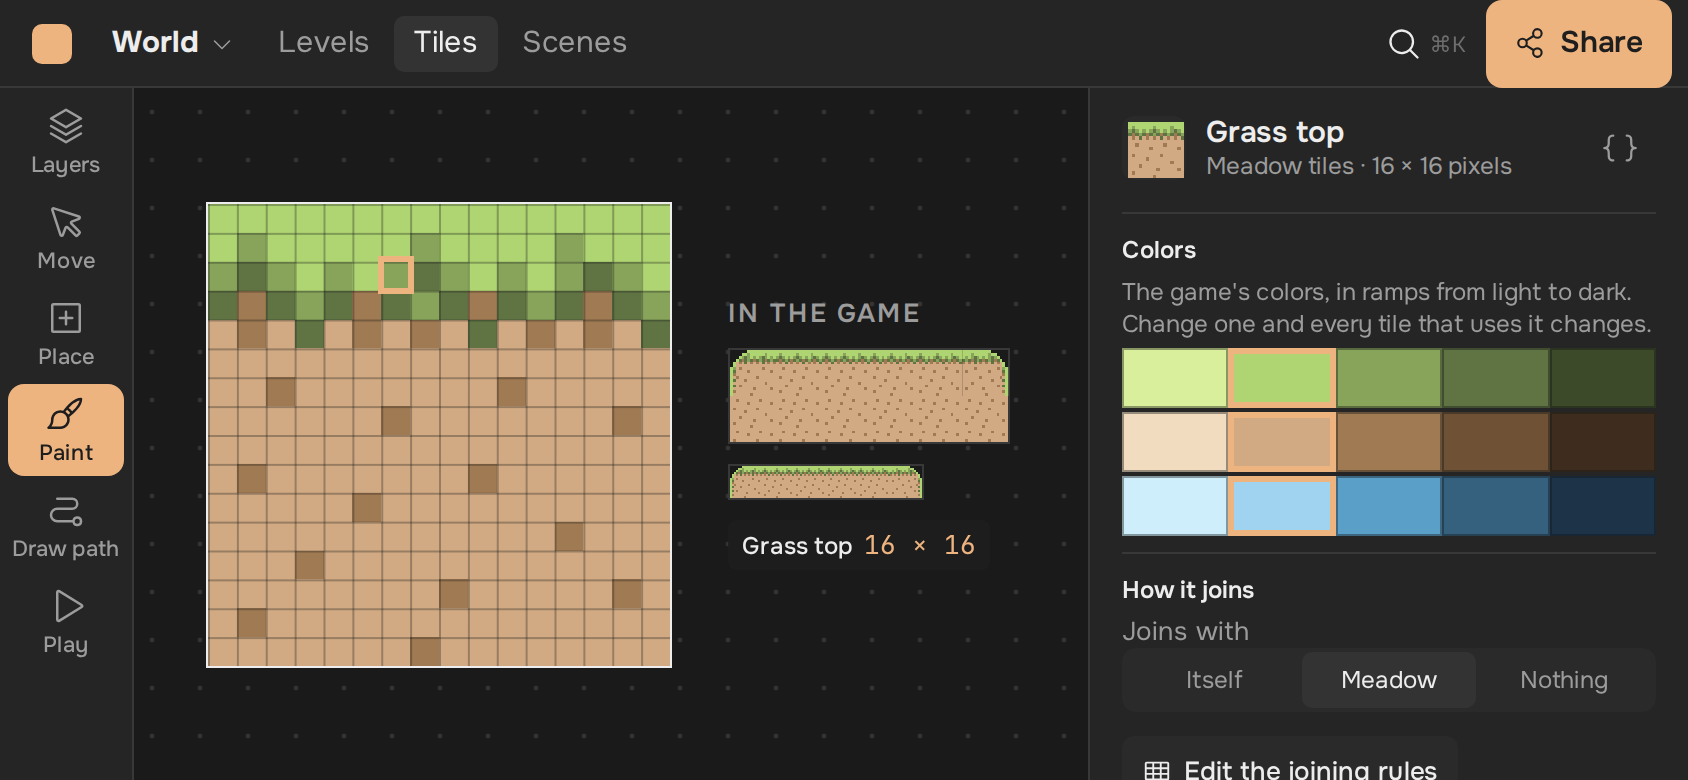 World
Levels
Tiles
Scenes
⌘K
Share
Layers
Move
Place
Paint
Draw path
Play
IN THE GAME
Grass top 16 × 16
Grass top
Meadow tiles · 16 × 16 pixels
{ }
Colors
The game's colors, in ramps from light to dark.
Change one and every tile that uses it changes.
How it joins
Joins with
Itself
Meadow
Nothing
Edit the joining rules